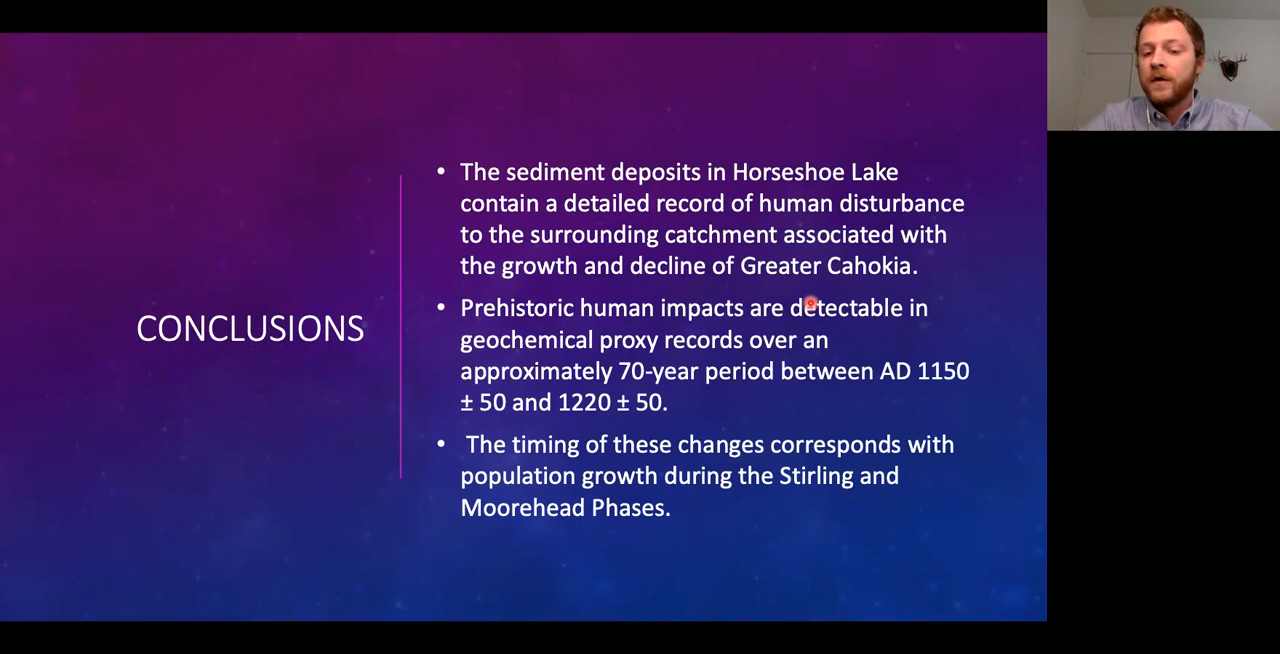 CONCLUSIONS
• The sediment deposits in Horseshoe Lake
contain a detailed record of human disturbance
to the surrounding catchment associated with
the growth and decline of Greater Cahokia.
• Prehistoric human impacts are detectable in
geochemical proxy records over an
approximately 70-year period between AD 1150
± 50 and 1220 ± 50.
• The timing of these changes corresponds with
population growth during the Stirling and
Moorehead Phases.